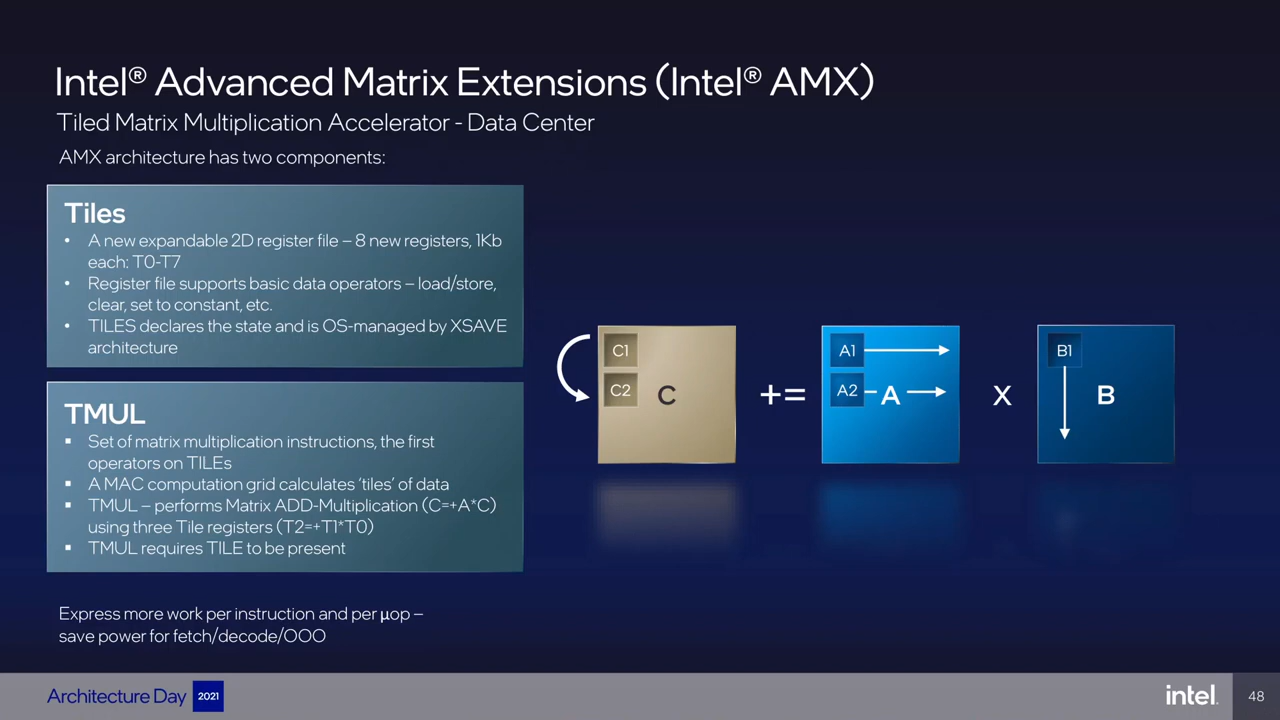 Intel® Advanced Matrix Extensions (Intel® AMX)
Tiled Matrix Multiplication Accelerator - Data Center
AMX architecture has two components:
Tiles
• A new expandable 2D register file – 8 new registers, 1Kb
each: T0-T7
• Register file supports basic data operators – load/store,
clear, set to constant, etc.
• TILES declares the state and is OS-managed by XSAVE
architecture
TMUL
▪ Set of matrix multiplication instructions, the first
operators on TILEs
▪ A MAC computation grid calculates ‘tiles’ of data
▪ TMUL – performs Matrix ADD-Multiplication (C=+A*C)
using three Tile registers (T2=+T1*T0)
▪ TMUL requires TILE to be present
Express more work per instruction and per µop –
save power for fetch/decode/OOO
C1
C2
C
+=
A1
A2
A
X
B1
B
Architecture Day 2021
intel.
48